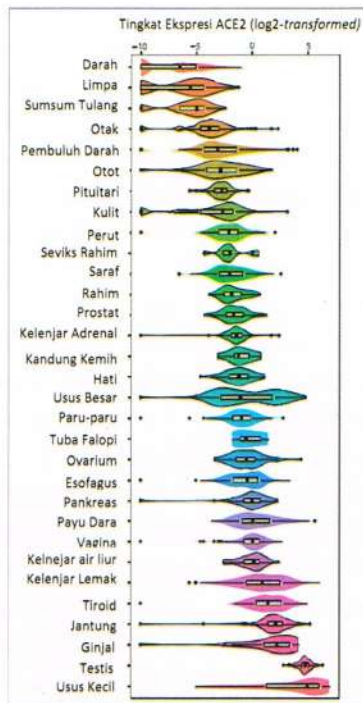 Tingkat Ekspresi ACE2 (log2-transformed)
-10 -5 0 5 10
Darah
Limpa
Sumsum Tulang
Otak
Pembuluh Darah
Otot
Pituitari
Kulit
Perut
Seviks Rahim
Saraf
Rahim
Prostat
Kelenjar Adrenal
Kandung Kemih
Hati
Usus Besar
Paru-paru
Tuba Falopi
Ovarium
Esofagus
Pankreas
Payu Dara
Vagina
Kelnejar air liur
Kelenjar Lemak
Tiroid
Jantung
Ginjal
Testis
Usus Kecil